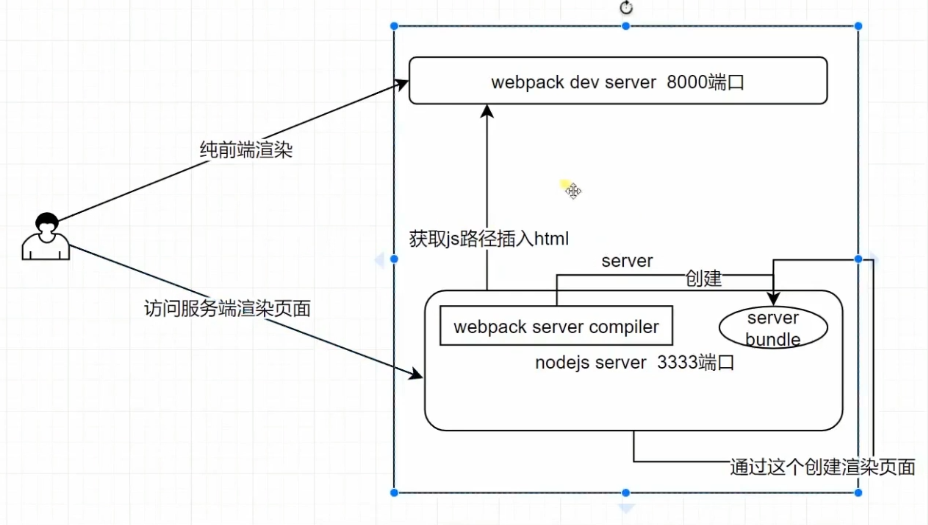 webpack dev server 8000端口
纯前端渲染
获取js路径插入html
server
创建
访问服务端渲染页面
webpack server compiler
server
bundle
nodejs server 3333端口
通过这个创建渲染页面